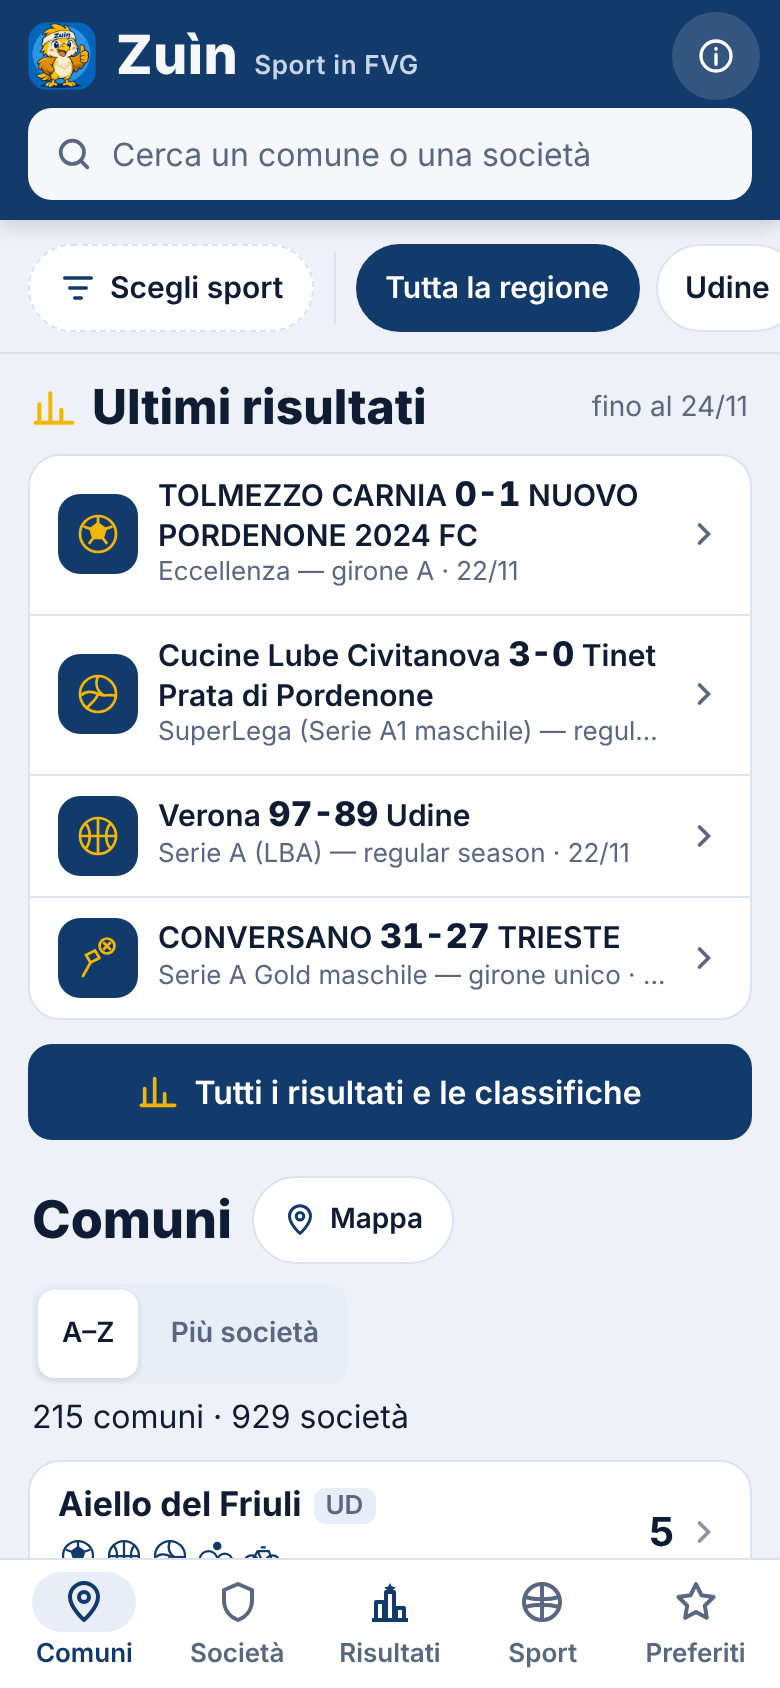 Zuìn Sport in FVG
Cerca un comune o una società
Scegli sport
Tutta la regione
Udine
Ultimi risultati
fino al 24/11
TOLMEZZO CARNIA 0-1 NUOVO
PORDENONE 2024 FC
Eccellenza — girone A · 22/11
Cucine Lube Civitanova 3-0 Tinet
Prata di Pordenone
SuperLega (Serie A1 maschile) — regul...
Verona 97-89 Udine
Serie A (LBA) — regular season · 22/11
CONVERSANO 31-27 TRIESTE
Serie A Gold maschile — girone unico · ...
Tutti i risultati e le classifiche
Comuni
Mappa
A–Z
Più società
215 comuni · 929 società
Aiello del Friuli UD
5
Comuni
Società
Risultati
Sport
Preferiti